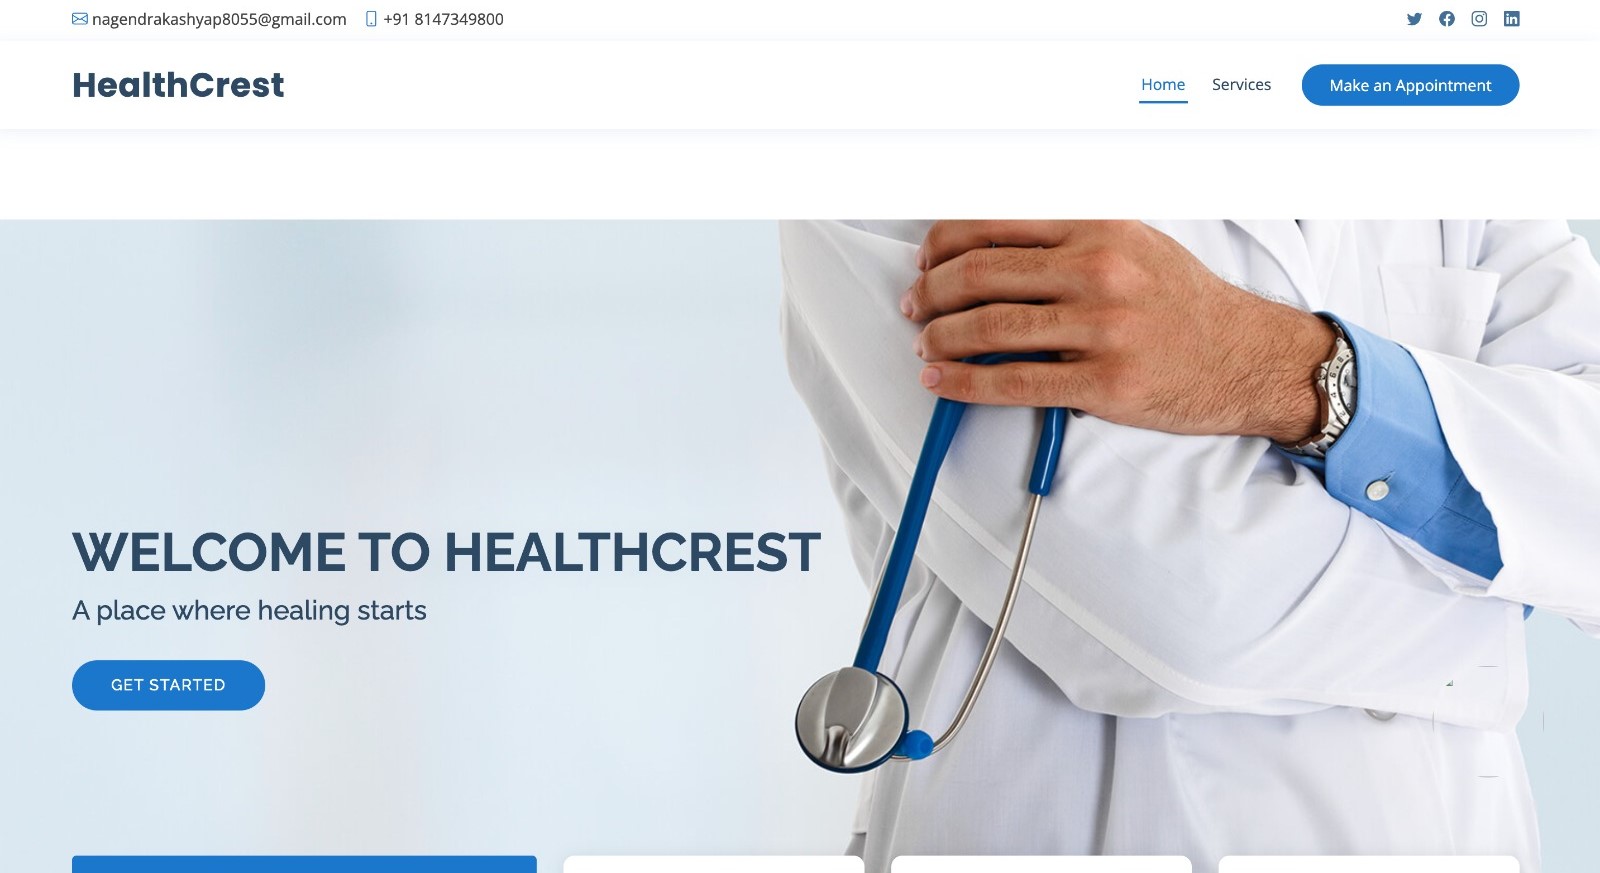 nagendrakashyap8055@gmail.com +91 8147349800
HealthCrest
Home Services Make an Appointment
WELCOME TO HEALTHCREST
A place where healing starts
GET STARTED